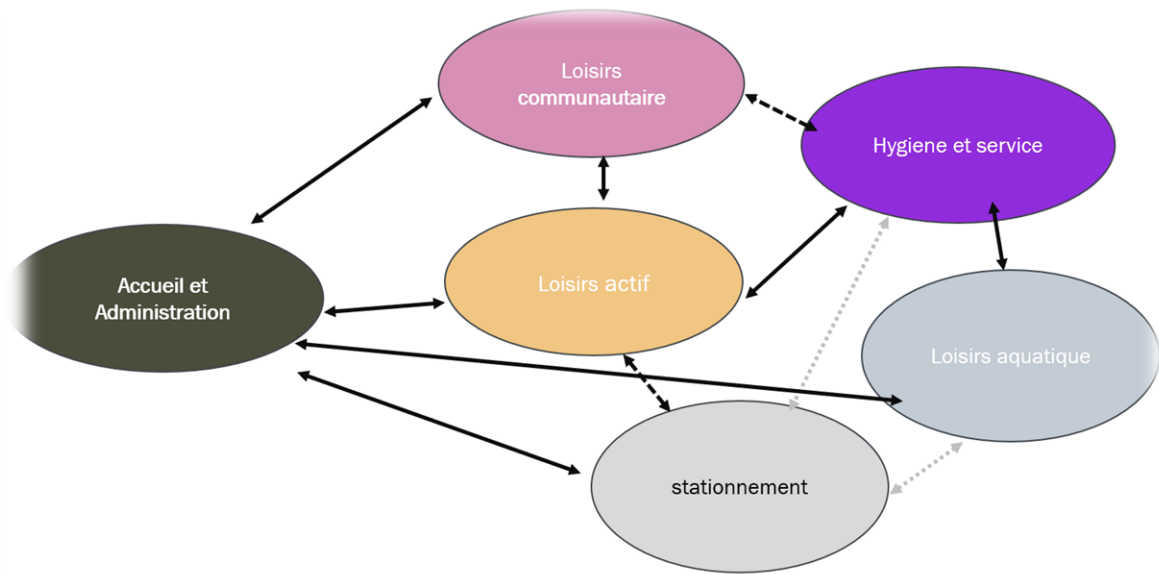 Loisirs
communautaire
Hygiene et service
Accueil et
Administration
Loisirs actif
Loisirs aquatique
stationnement